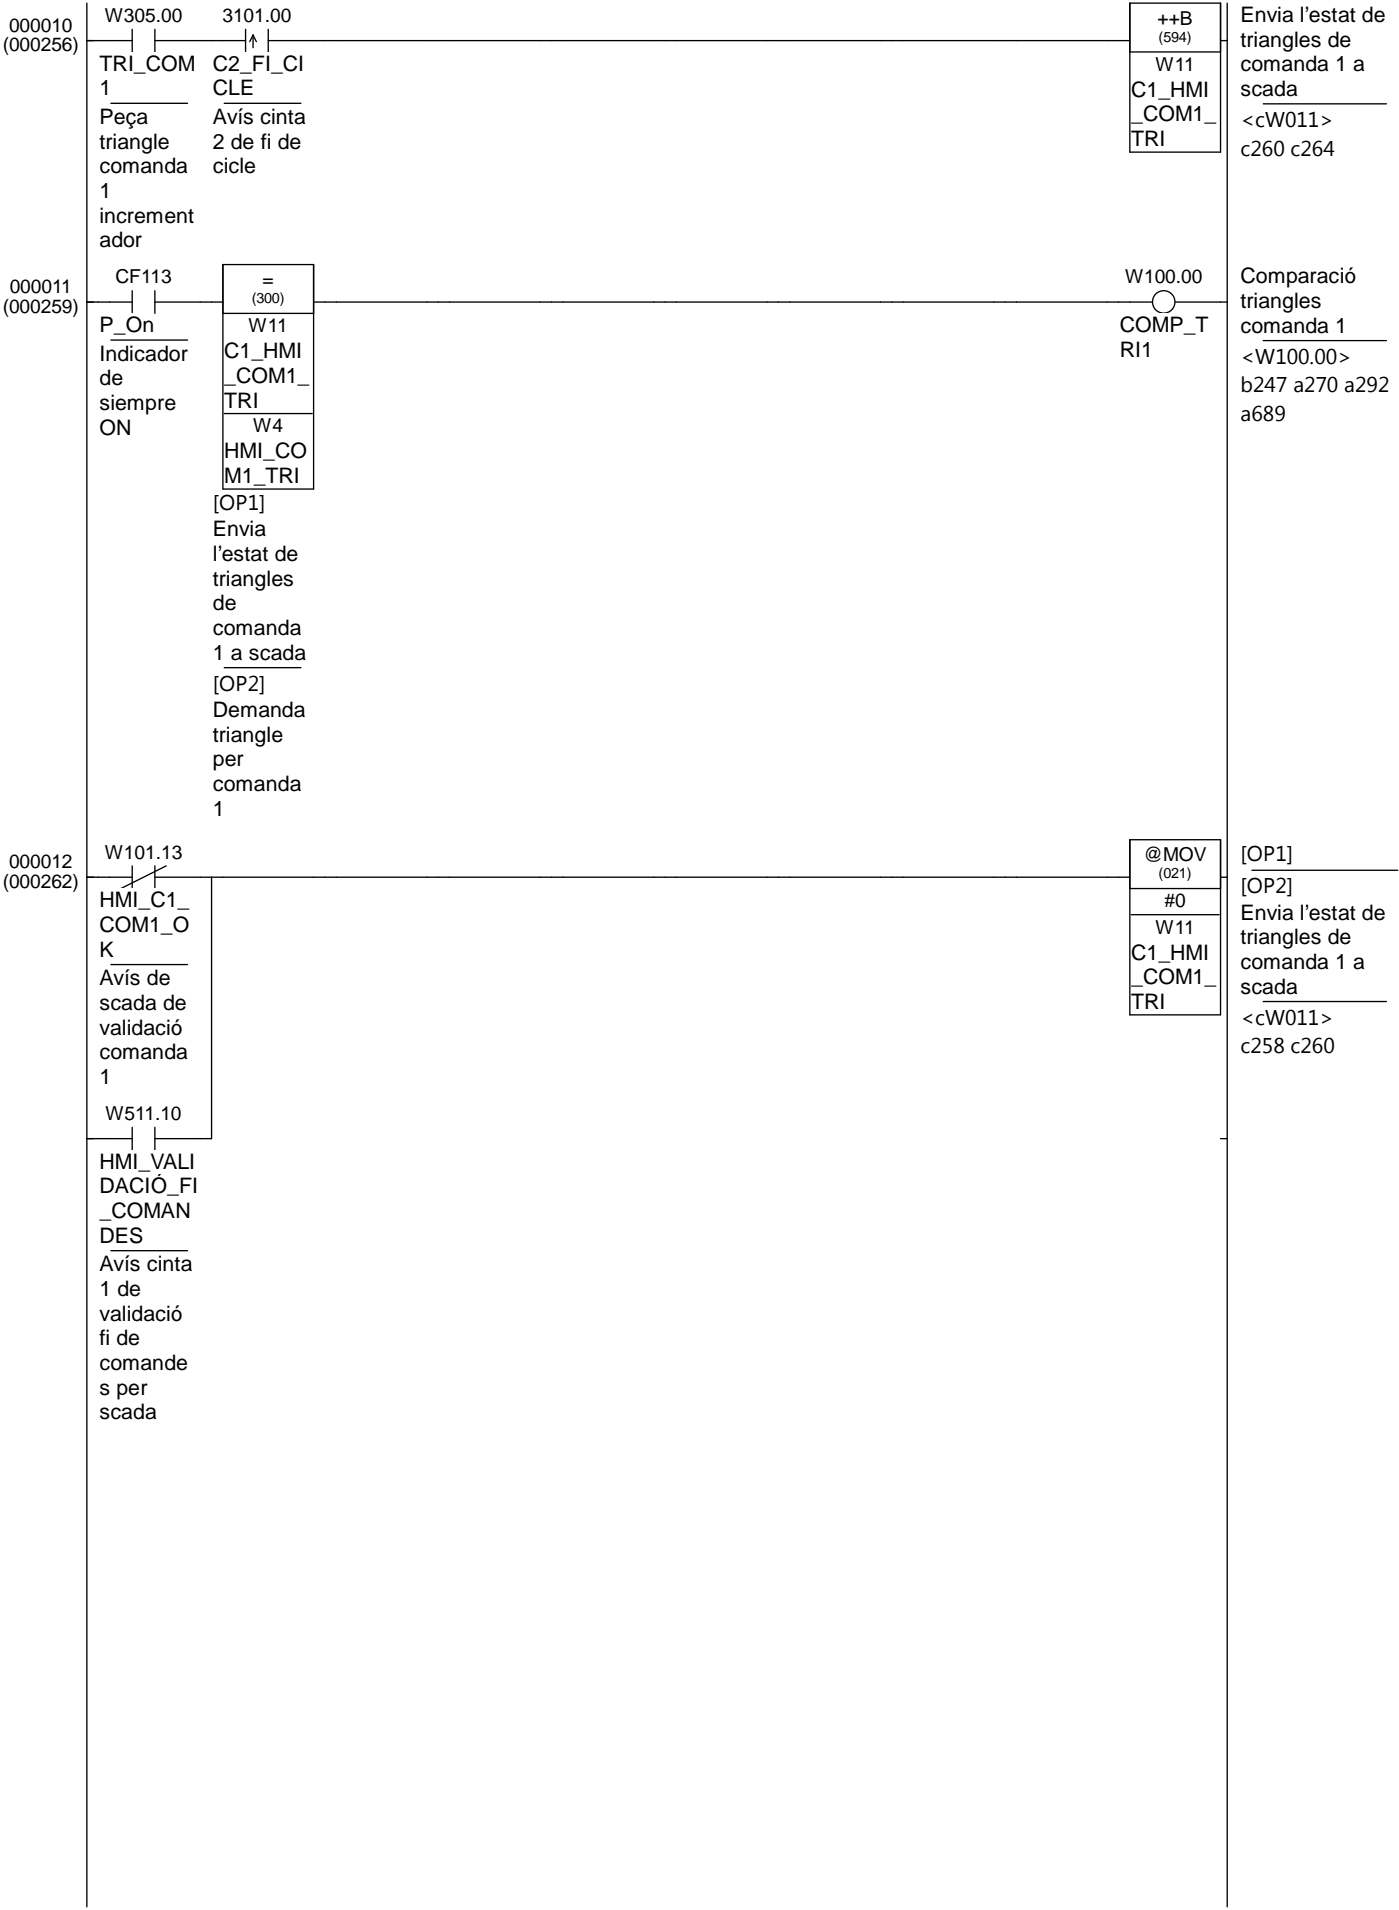 000010
(000256)
W305.00
TRI_COM
1
Peça
triangle
comanda
1
increment
ador
3101.00
C2_FI_CI
CLE
Avís cinta
2 de fi de
cicle
++B
(594)
W11
C1_HMI
_COM1_
TRI
Envia l'estat de
triangles de
comanda 1 a
scada
<cW011>
c260 c264
000011
(000259)
CF113
P_On
Indicador
de
siempre
ON
=
(300)
W11
C1_HMI
_COM1_
TRI
W4
HMI_CO
M1_TRI
[OP1]
Envia
l'estat de
triangles
de
comanda
1 a scada
[OP2]
Demanda
triangle
per
comanda
1
W100.00
COMP_T
RI1
Comparació
triangles
comanda 1
<W100.00>
b247 a270 a292
a689
000012
(000262)
W101.13
HMI_C1_
COM1_O
K
Avís de
scada de
validació
comanda
1
W511.10
HMI_VALI
DACIÓ_FI
_COMAN
DES
Avís cinta
1 de
validació
fi de
comande
s per
scada
@MOV
(021)
#0
W11
C1_HMI
_COM1_
TRI
[OP1]
[OP2]
Envia l'estat de
triangles de
comanda 1 a
scada
<cW011>
c258 c260